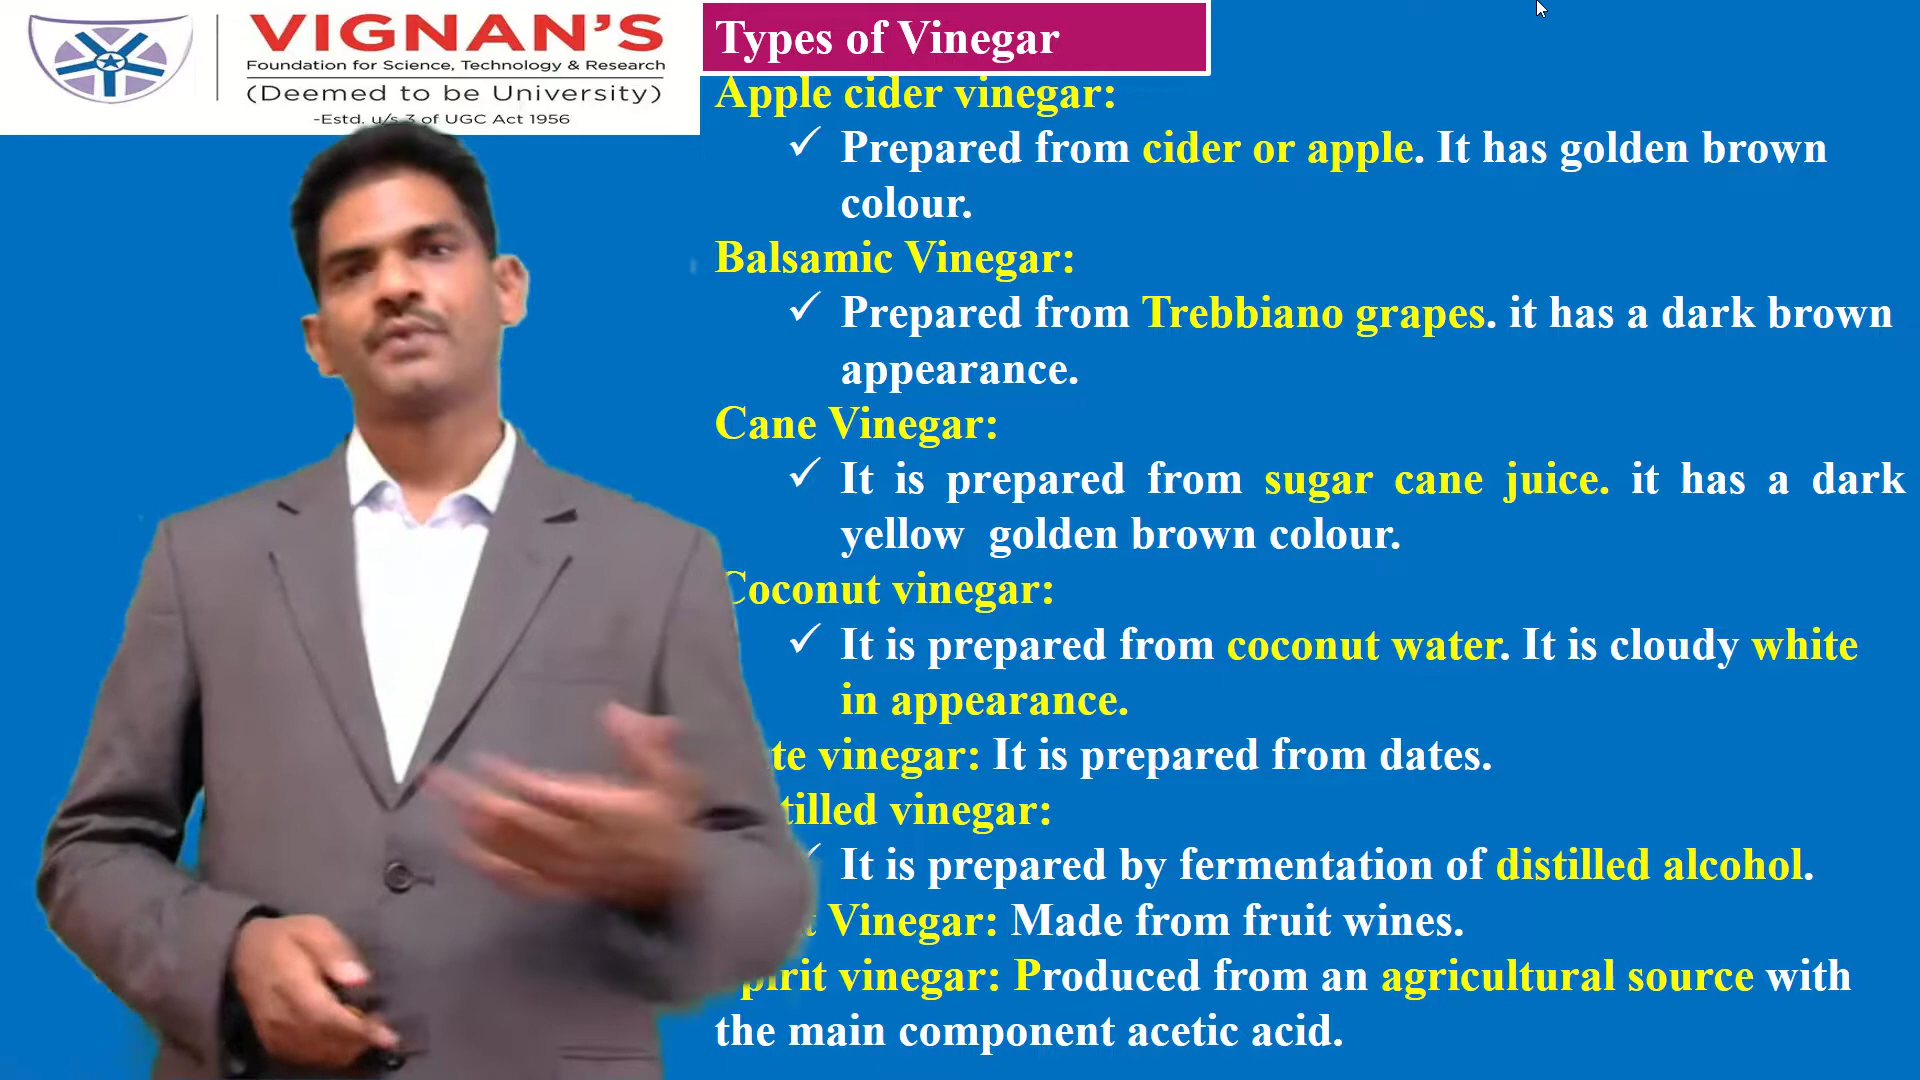 VIGNAN'S
Foundation for Science, Technology & Research
(Deemed to be University)
-Estd. u/s 3 of UGC Act 1956
Types of Vinegar
Apple cider vinegar:
✓ Prepared from cider or apple. It has golden brown
colour.
Balsamic Vinegar:
✓ Prepared from Trebbiano grapes. it has a dark brown
appearance.
Cane Vinegar:
✓ It is prepared from sugar cane juice. it has a dark
yellow golden brown colour.
Coconut vinegar:
✓ It is prepared from coconut water. It is cloudy white
in appearance.
vinegar: It is prepared from dates.
vinegar:
✓ It is prepared by fermentation of distilled alcohol.
Vinegar: Made from fruit wines.
Spirit vinegar: Produced from an agricultural source with
the main component acetic acid.